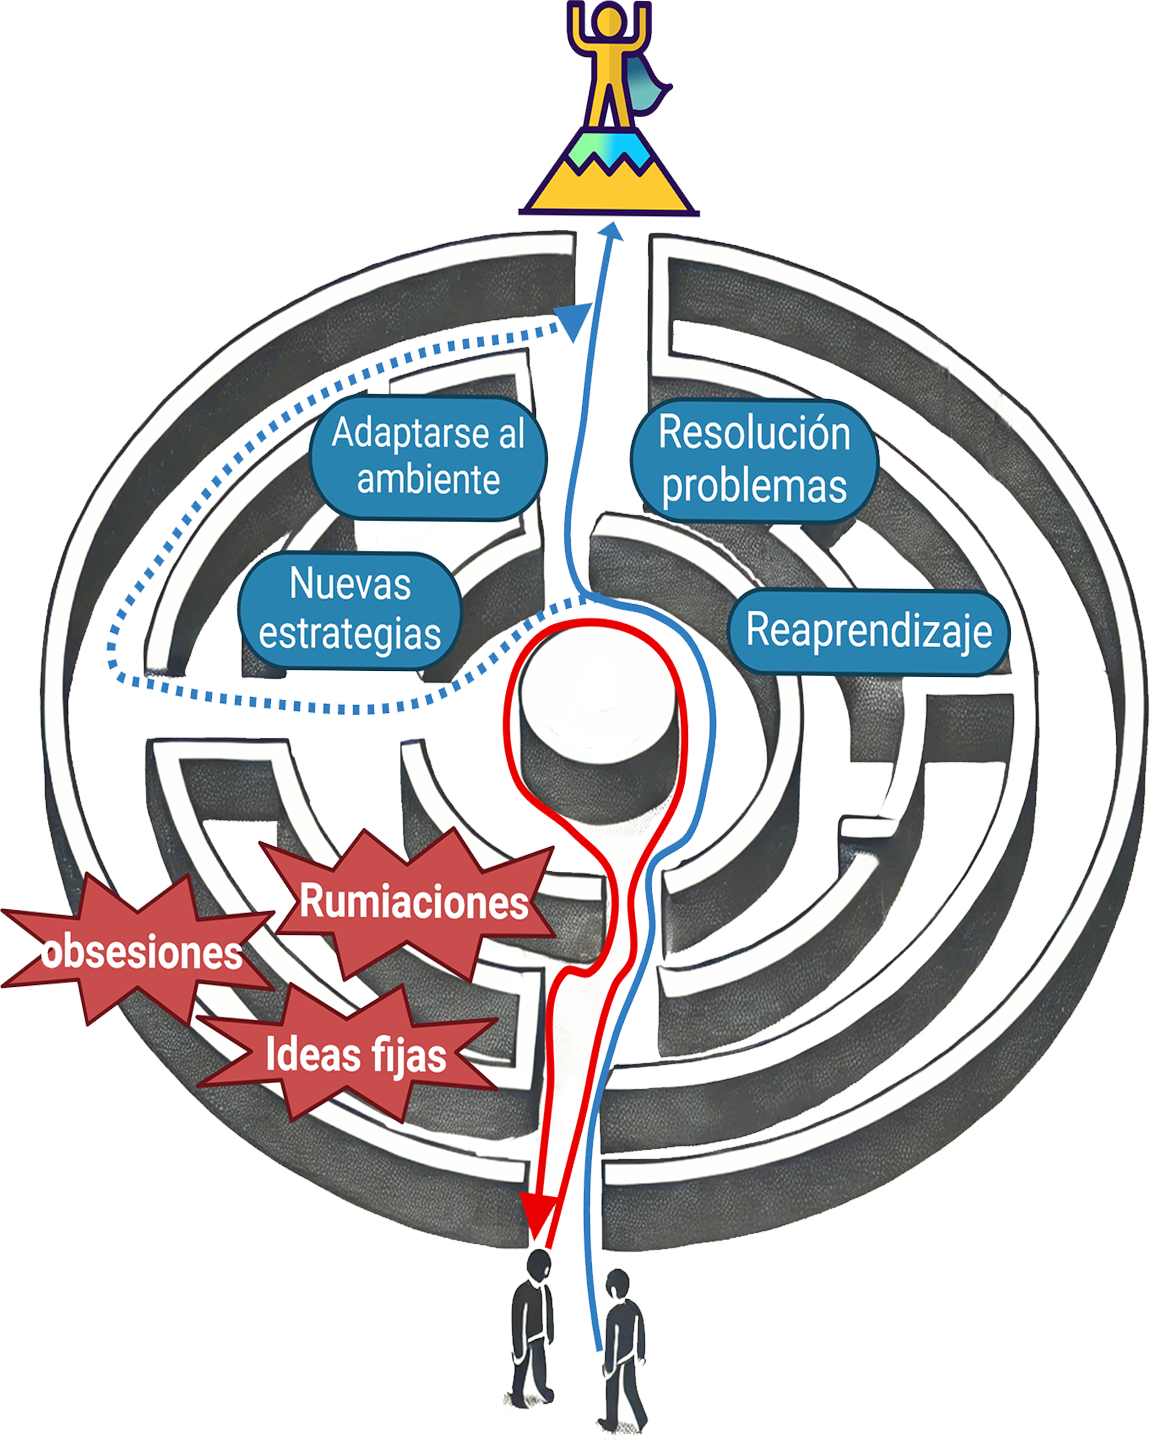 Adaptarse al
ambiente
Resolución
problemas
Nuevas
estrategias
Reaprendizaje
Rumiaciones
obsesiones
Ideas fijas